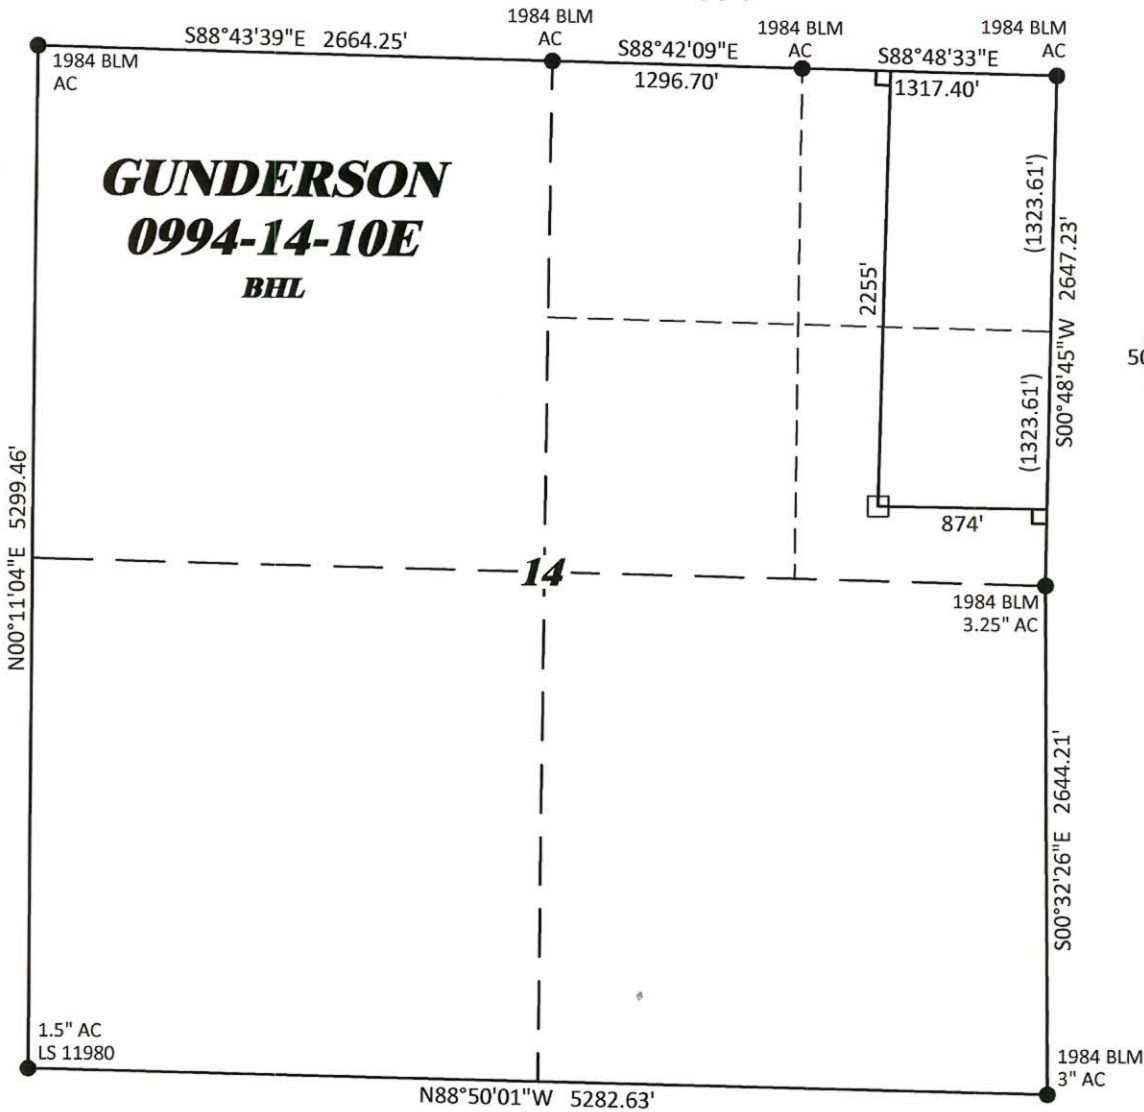 1984 BLM
AC
1984 BLM
AC
1984 BLM
AC
S88°43'39"E 2664.25'
S88°42'09"E
S88°48'33"E
1984 BLM
AC
1296.70'
1317.40'
GUNDERSON
0994-14-10E
BHL
(1323.61')
2255'
S00°48'45"W 2647.23'
50
(1323.61')
N00°11'04"E 5299.46'
874'
14
1984 BLM
3.25" AC
S00°32'26"E 2644.21'
1.5" AC
LS 11980
1984 BLM
3" AC
N88°50'01"W 5282.63'